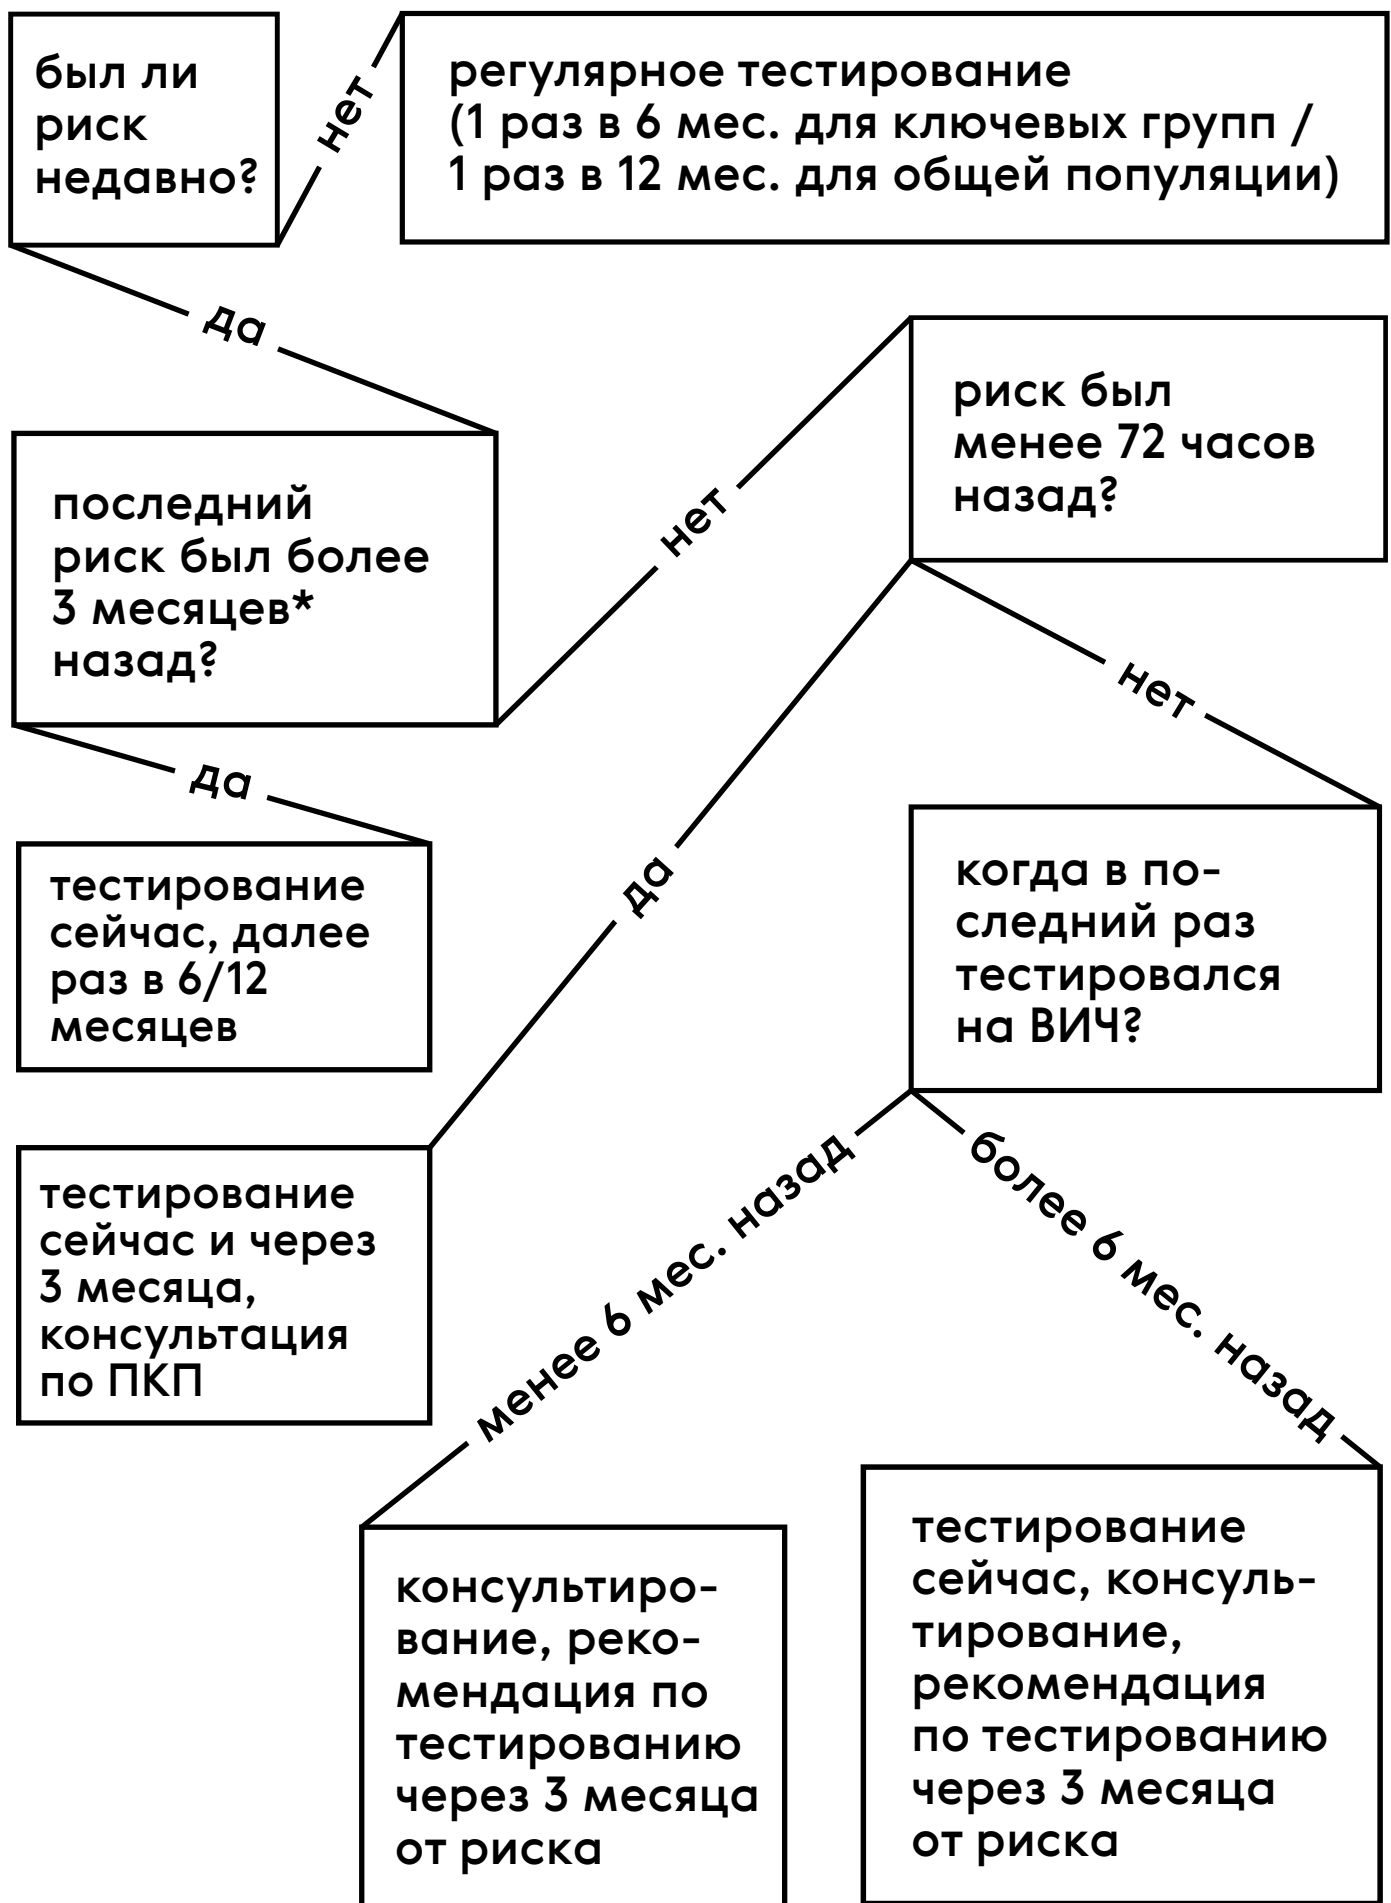 был ли
риск
недавно?
нет
регулярное тестирование
(1 раз в 6 мес. для ключевых групп /
1 раз в 12 мес. для общей популяции)
да
последний
риск был более
3 месяцев*
назад?
нет
риск был
менее 72 часов
назад?
да
тестирование
сейчас, далее
раз в 6/12
месяцев
да
тестирование
сейчас и через
3 месяца,
консультация
по ПКП
нет
когда в по-
следний раз
тестировался
на ВИЧ?
менее 6 мес. назад
консультиро-
вание, реко-
мендация по
тестированию
через 3 месяца
от риска
более 6 мес. назад
тестирование
сейчас, консуль-
тирование,
рекомендация
по тестированию
через 3 месяца
от риска